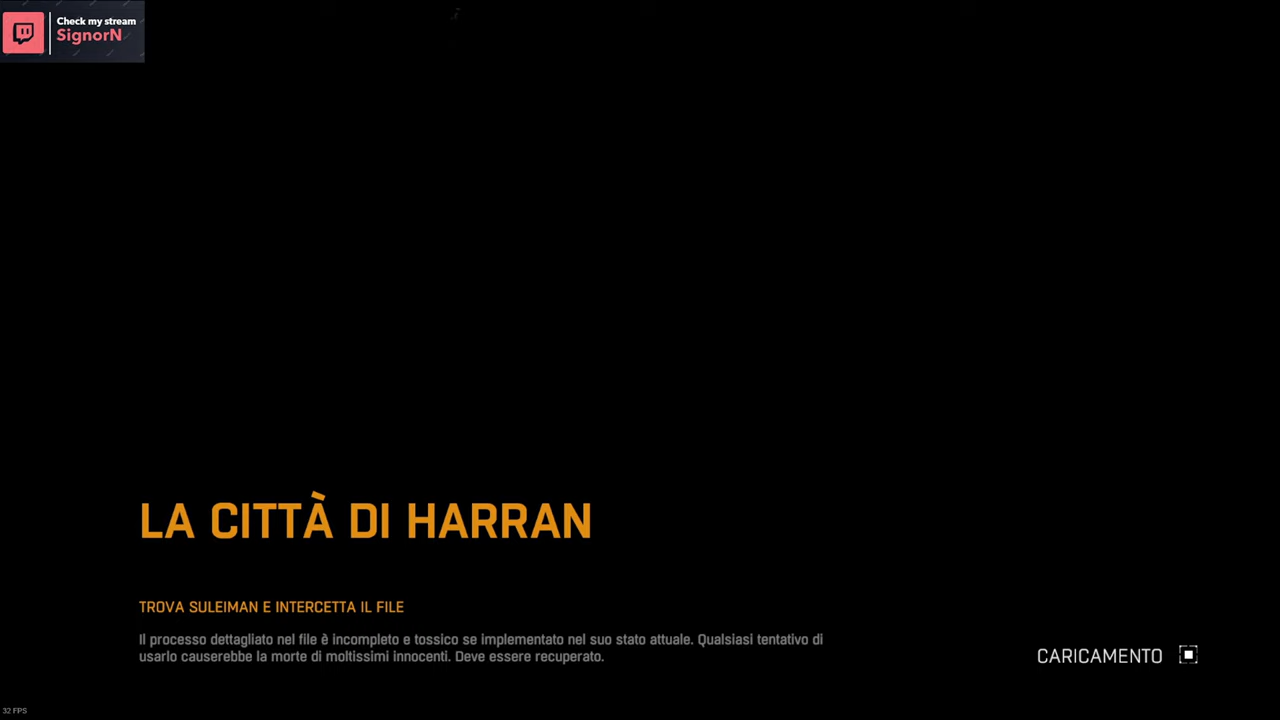 Check my stream
SignorN
LA CITTÀ DI HARRAN
TROVA SULEIMAN E INTERCETTA IL FILE
Il processo dettagliato nel file è incompleto e tossico se implementato nel suo stato attuale. Qualsiasi tentativo di
usarlo causerebbe la morte di moltissimi innocenti. Deve essere recuperato.
CARICAMENTO
32 FPS